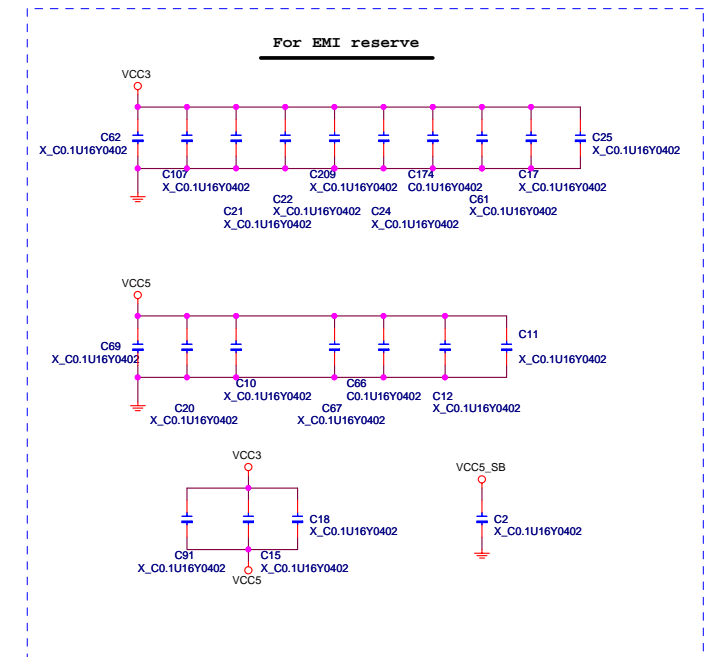 For EMI reserve
VCC3
C62
X_C0.1U16Y0402
C25
X_C0.1U16Y0402
C107
X_C0.1U16Y0402
C209
X_C0.1U16Y0402
C174
C0.1U16Y0402
C17
X_C0.1U16Y0402
C22
X_C0.1U16Y0402
C61
X_C0.1U16Y0402
C21
X_C0.1U16Y0402
C24
X_C0.1U16Y0402
VCC5
C69
X_C0.1U16Y0402
C11
X_C0.1U16Y0402
C10
X_C0.1U16Y0402
C66
C0.1U16Y0402
C12
X_C0.1U16Y0402
C20
X_C0.1U16Y0402
C67
X_C0.1U16Y0402
VCC3
VCC5_SB
C18
X_C0.1U16Y0402
C2
X_C0.1U16Y0402
C91
X_C0.1U16Y0402
C15
X_C0.1U16Y0402
VCC5